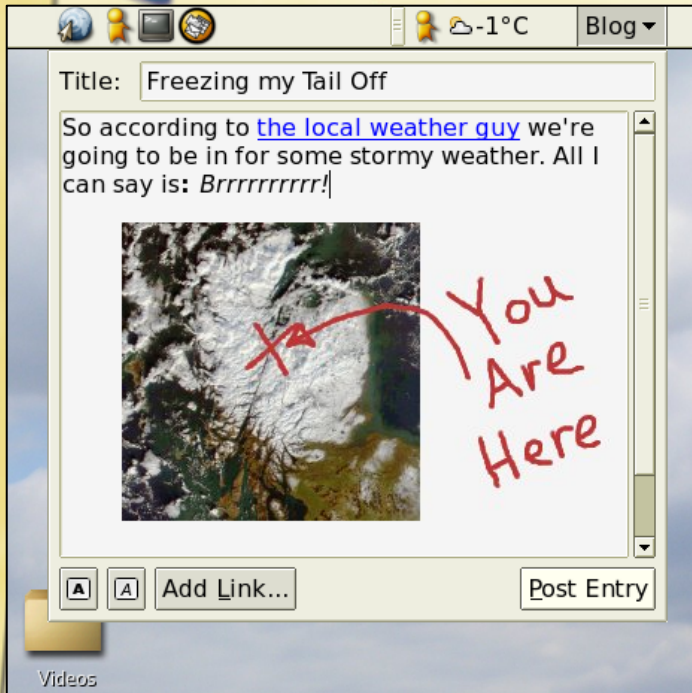 -1°C
Blog
Title: Freezing my Tail Off
So according to the local weather guy we're
going to be in for some stormy weather. All I
can say is: Brrrrrrrrrr!
You
Are
Here
A
A
Add Link...
Post Entry
Videos